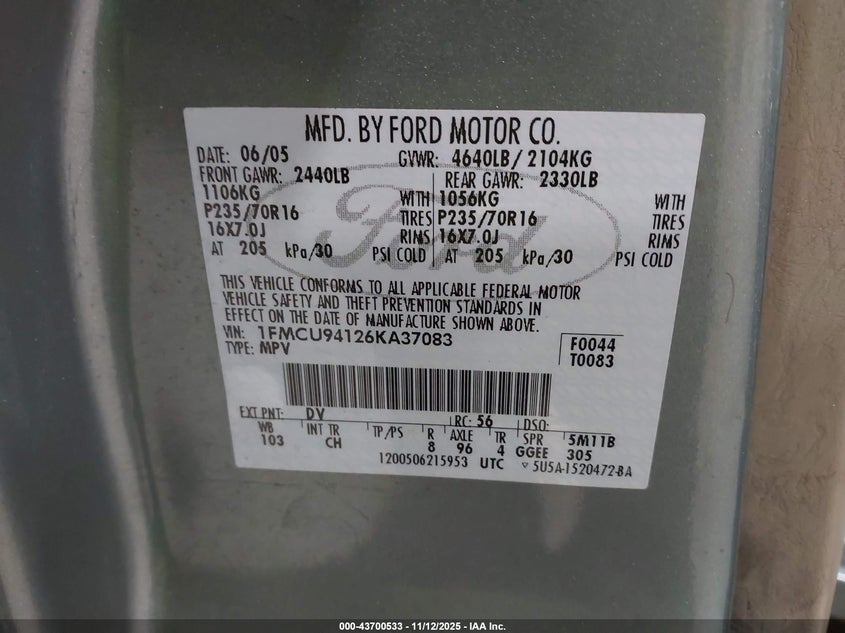 MFD. BY FORD MOTOR CO.
DATE: 06/05 GVWR: 4640LB/ 2104KG
FRONT GAWR: 2440LB REAR GAWR: 2330LB
1106KG WITH 1056KG WITH
P235/70R16 TIRES P235/70R16 TIRES
16X7.0J RIMS 16X7.0J RIMS
AT 205 kPa/30 PSI COLD AT 205 kPa/30 PSI COLD
Ford
THIS VEHICLE CONFORMS TO ALL APPLICABLE FEDERAL MOTOR
VEHICLE SAFETY AND THEFT PREVENTION STANDARDS IN
EFFECT ON THE DATE OF MANUFACTURE SHOWN ABOVE.
VIN: 1FMCU94126KA37083 F0044
TYPE: MPV T0083
EXT PNT: DV RC: 56 DSO:
WB INT TR TP/PS R AXLE TR SPR 5M11B
103 CH 8 96 4 GGEE 305
1200506215953 UTC ▽ 5U5A-1520472-BA
000-43700533 - 11/12/2025 - IAA Inc.